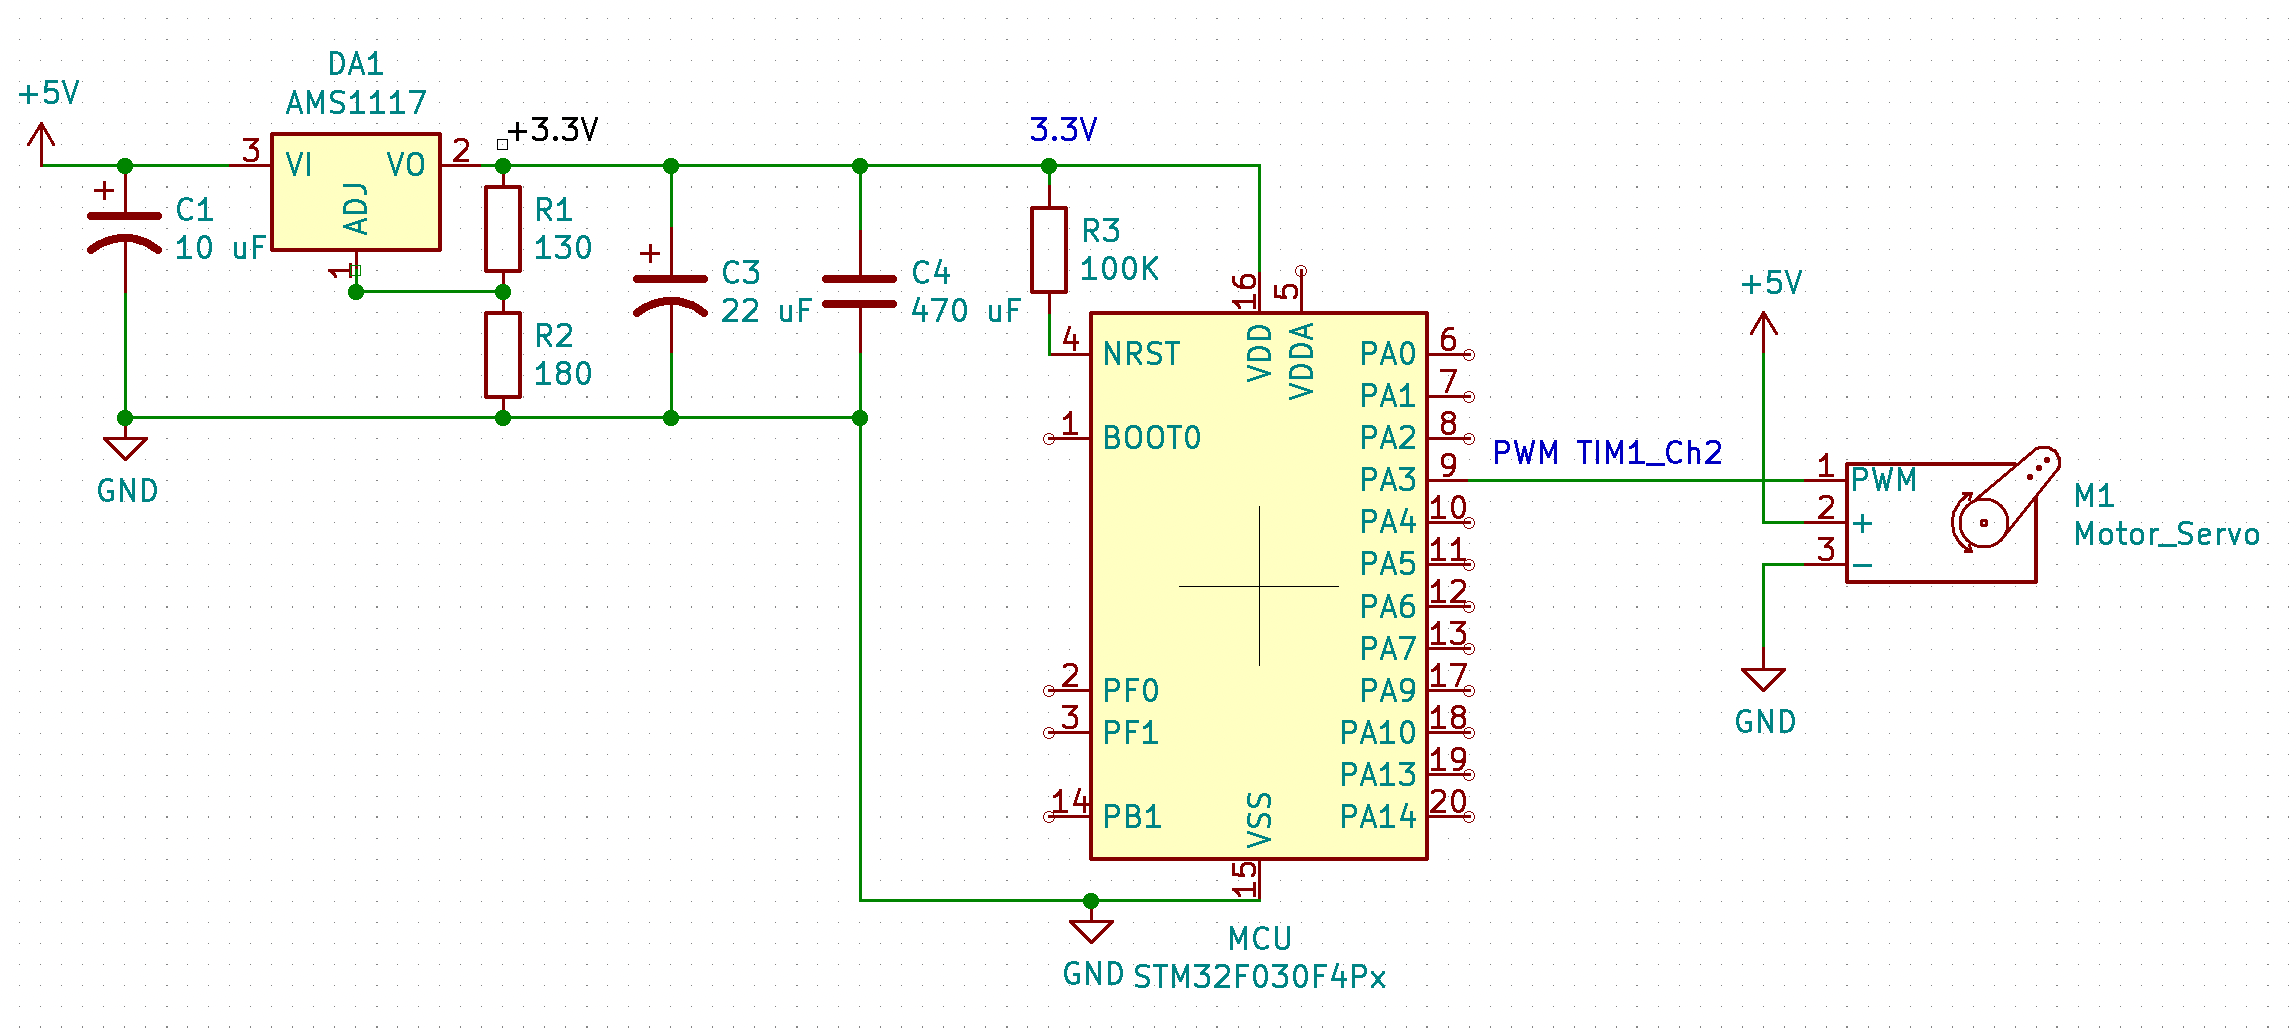 +5V
DA1
AMS1117
3
VI
VO
2
ADJ
1
+3.3V
+
C1
10 uF
R1
130
R2
180
+
C3
22 uF
C4
470 uF
GND
3.3V
R3
100K
16
5
VDD
VDDA
4
NRST
1
BOOT0
2
PF0
3
PF1
14
PB1
PA0
6
PA1
7
PA2
8
PA3
9
PA4
10
PA5
11
PA6
12
PA7
13
PA9
17
PA10
18
PA13
19
PA14
20
VSS
15
MCU
GND
STM32F030F4Px
PWM TIM1_Ch2
+5V
1
PWM
2
+
3
-
M1
Motor_Servo
GND